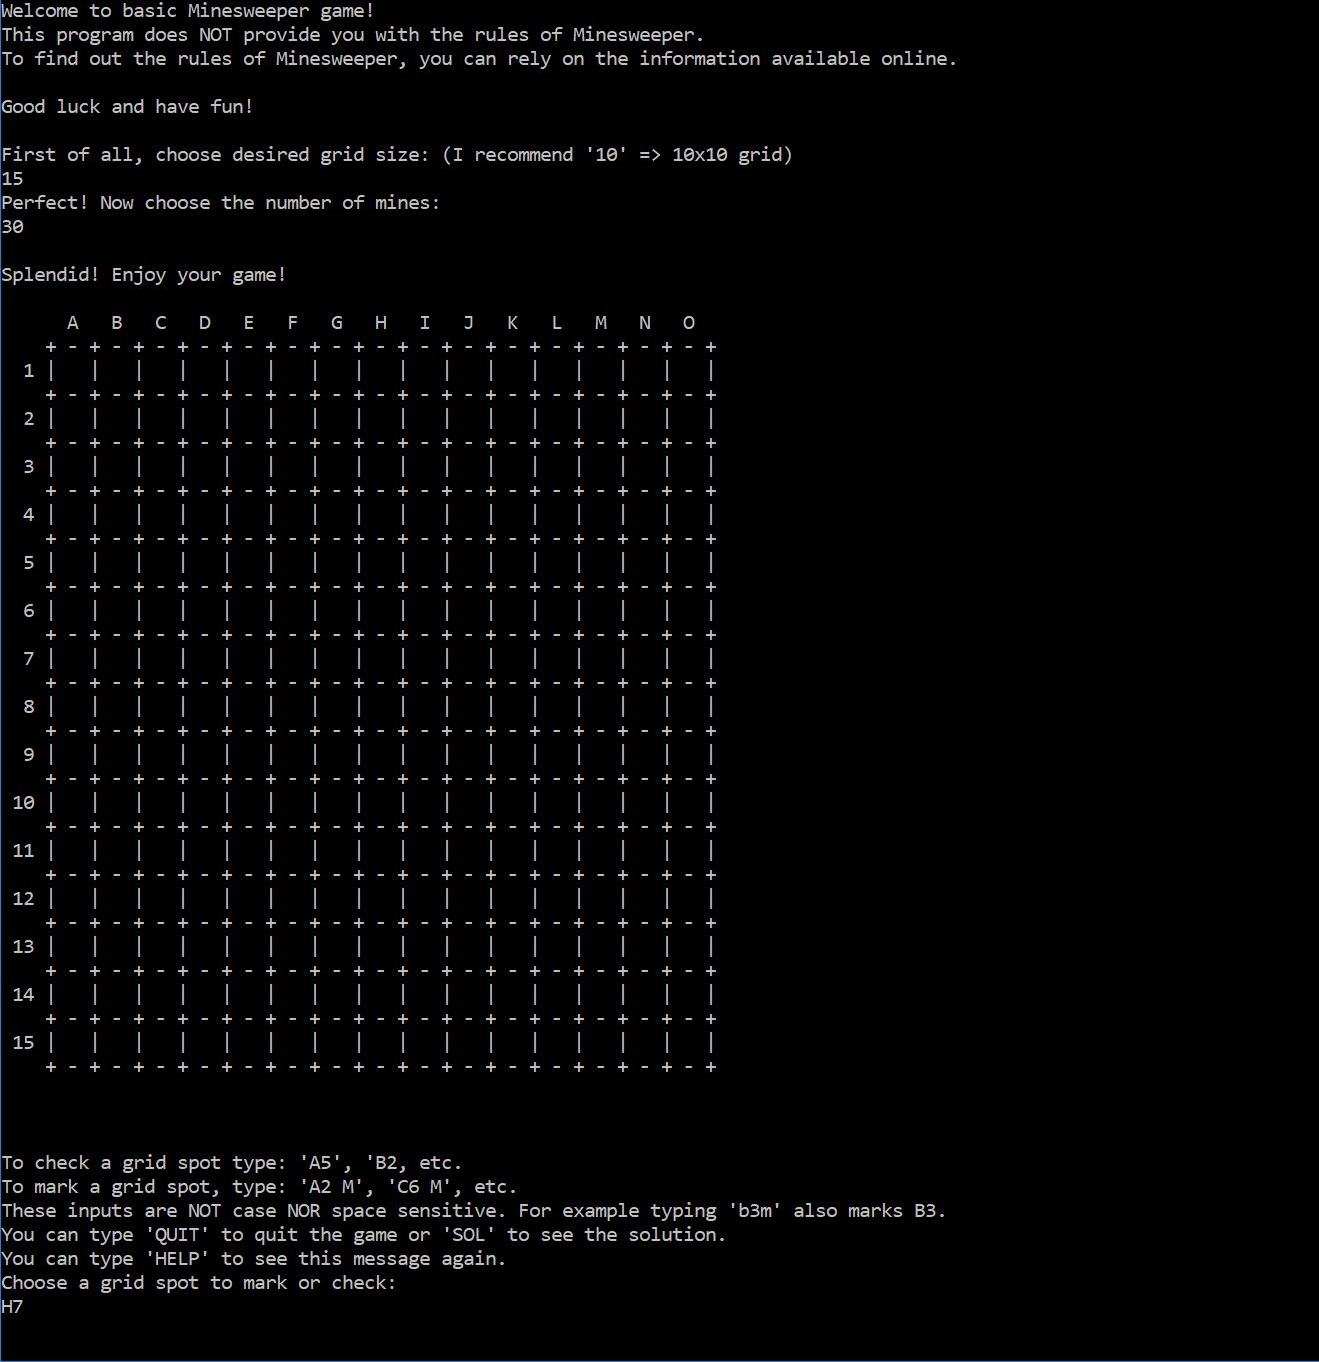 Welcome to basic Minesweeper game!
This program does NOT provide you with the rules of Minesweeper.
To find out the rules of Minesweeper, you can rely on the information available online.
Good luck and have fun!
First of all, choose desired grid size: (I recommend '10' => 10x10 grid)
15
Perfect! Now choose the number of mines:
30
Splendid! Enjoy your game!
A B C D E F G H I J K L M N O
+ - + - + - + - + - + - + - + - + - + - + - + - + - + - + - +
1 | | | | | | | | | | | | | | | |
+ - + - + - + - + - + - + - + - + - + - + - + - + - + - + - +
2 | | | | | | | | | | | | | | | |
+ - + - + - + - + - + - + - + - + - + - + - + - + - + - + - +
3 | | | | | | | | | | | | | | | |
+ - + - + - + - + - + - + - + - + - + - + - + - + - + - + - +
4 | | | | | | | | | | | | | | | |
+ - + - + - + - + - + - + - + - + - + - + - + - + - + - + - +
5 | | | | | | | | | | | | | | | |
+ - + - + - + - + - + - + - + - + - + - + - + - + - + - + - +
6 | | | | | | | | | | | | | | | |
+ - + - + - + - + - + - + - + - + - + - + - + - + - + - + - +
7 | | | | | | | | | | | | | | | |
+ - + - + - + - + - + - + - + - + - + - + - + - + - + - + - +
8 | | | | | | | | | | | | | | | |
+ - + - + - + - + - + - + - + - + - + - + - + - + - + - + - +
9 | | | | | | | | | | | | | | | |
+ - + - + - + - + - + - + - + - + - + - + - + - + - + - + - +
10 | | | | | | | | | | | | | | | |
+ - + - + - + - + - + - + - + - + - + - + - + - + - + - + - +
11 | | | | | | | | | | | | | | | |
+ - + - + - + - + - + - + - + - + - + - + - + - + - + - + - +
12 | | | | | | | | | | | | | | | |
+ - + - + - + - + - + - + - + - + - + - + - + - + - + - + - +
13 | | | | | | | | | | | | | | | |
+ - + - + - + - + - + - + - + - + - + - + - + - + - + - + - +
14 | | | | | | | | | | | | | | | |
+ - + - + - + - + - + - + - + - + - + - + - + - + - + - + - +
15 | | | | | | | | | | | | | | | |
+ - + - + - + - + - + - + - + - + - + - + - + - + - + - + - +
To check a grid spot type: 'A5', 'B2, etc.
To mark a grid spot, type: 'A2 M', 'C6 M', etc.
These inputs are NOT case NOR space sensitive. For example typing 'b3m' also marks B3.
You can type 'QUIT' to quit the game or 'SOL' to see the solution.
You can type 'HELP' to see this message again.
Choose a grid spot to mark or check:
H7